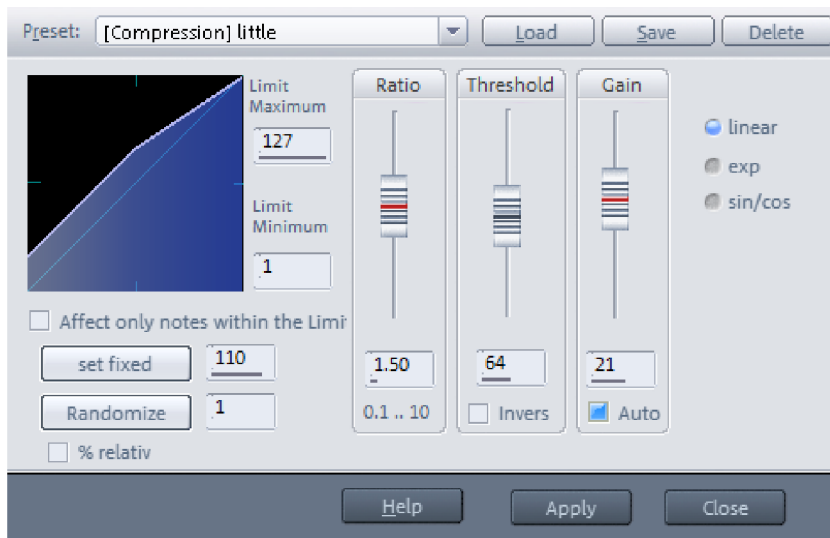 Preset: [Compression] little Load Save Delete
Limit Maximum
127
Limit Minimum
1
Affect only notes within the Limi
set fixed 110
Randomize 1
% relativ
Ratio
1.50
0.1 .. 10
Threshold
64
Invers
Gain
21
Auto
linear
exp
sin/cos
Help Apply Close